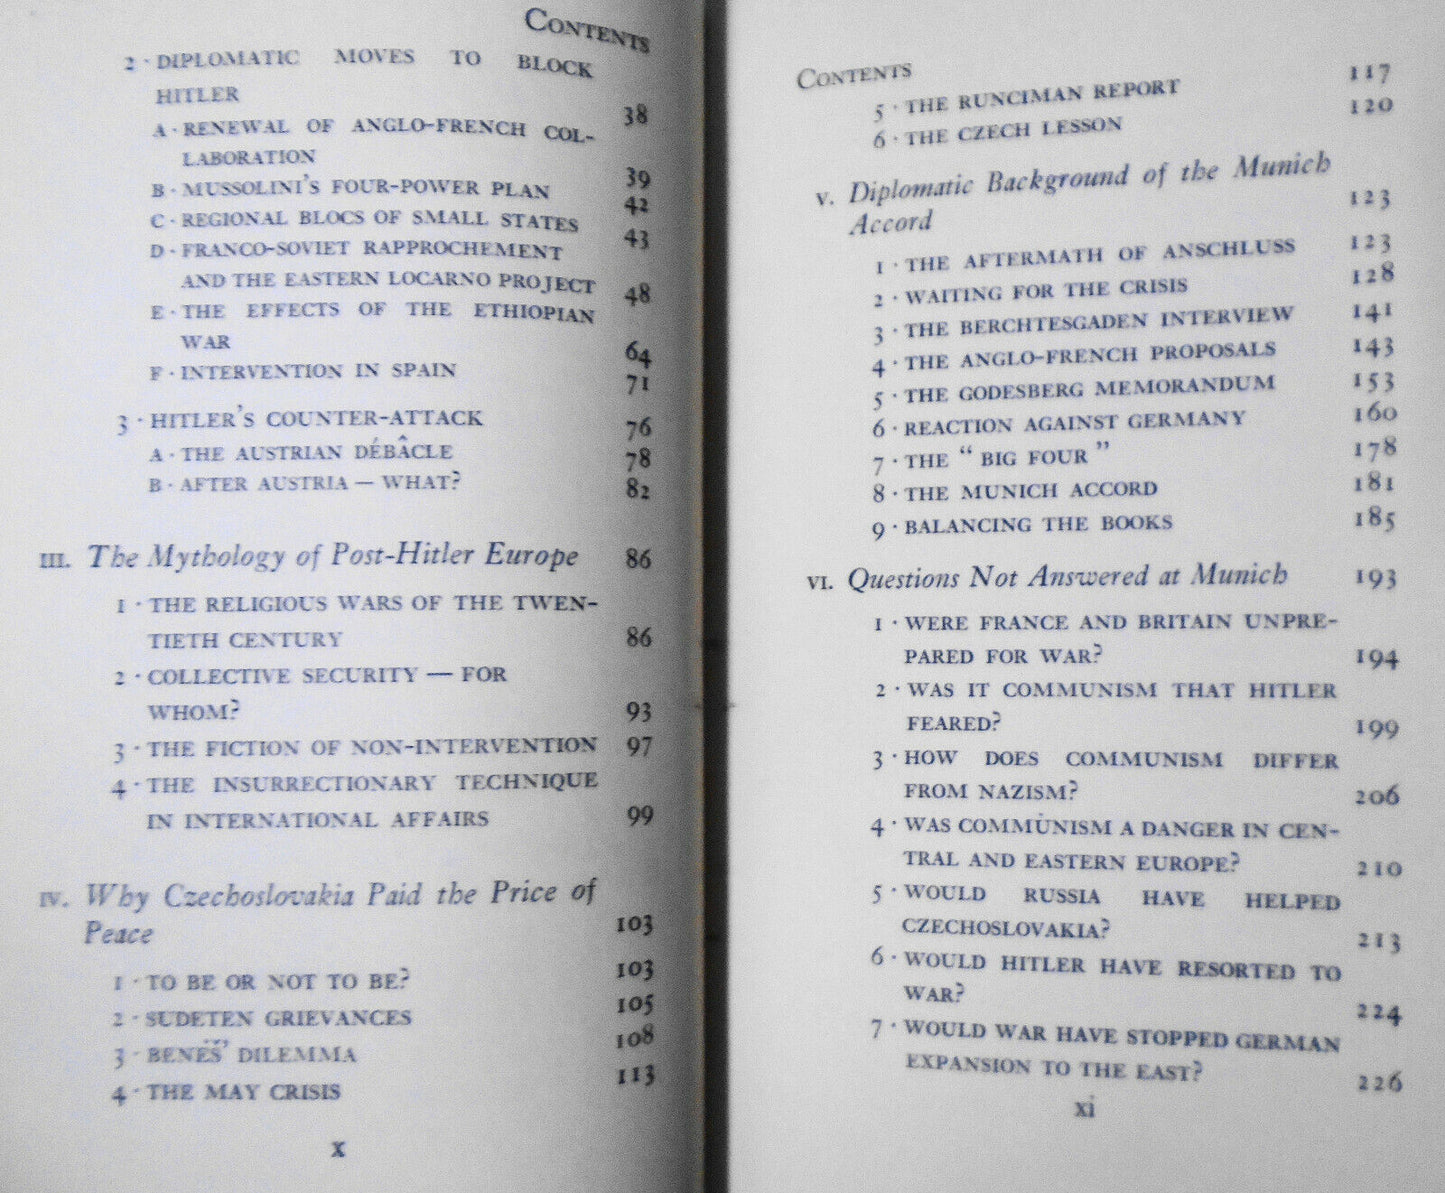 CONTENTS
2 · DIPLOMATIC MOVES TO BLOCK
HITLER 38
A · RENEWAL OF ANGLO-FRENCH COL-
LABORATION 39
B · MUSSOLINI'S FOUR-POWER PLAN 42
C · REGIONAL BLOCS OF SMALL STATES 43
D · FRANCO-SOVIET RAPPROCHEMENT
AND THE EASTERN LOCARNO PROJECT 48
E · THE EFFECTS OF THE ETHIOPIAN
WAR 64
F · INTERVENTION IN SPAIN 71
3 · HITLER'S COUNTER-ATTACK 76
A · THE AUSTRIAN DÉBÂCLE 78
B · AFTER AUSTRIA — WHAT? 82
III. The Mythology of Post-Hitler Europe 86
1 · THE RELIGIOUS WARS OF THE TWEN-
TIETH CENTURY 86
2 · COLLECTIVE SECURITY — FOR
WHOM? 93
3 · THE FICTION OF NON-INTERVENTION 97
4 · THE INSURRECTIONARY TECHNIQUE
IN INTERNATIONAL AFFAIRS 99
IV. Why Czechoslovakia Paid the Price of
Peace 103
1 · TO BE OR NOT TO BE? 103
2 · SUDETEN GRIEVANCES 105
3 · BENEŠ' DILEMMA 108
4 · THE MAY CRISIS 113
x
CONTENTS
5 · THE RUNCIMAN REPORT 117
6 · THE CZECH LESSON 120
V. Diplomatic Background of the Munich
Accord 123
1 · THE AFTERMATH OF ANSCHLUSS 123
2 · WAITING FOR THE CRISIS 128
3 · THE BERCHTESGADEN INTERVIEW 141
4 · THE ANGLO-FRENCH PROPOSALS 143
5 · THE GODESBERG MEMORANDUM 153
6 · REACTION AGAINST GERMANY 160
7 · THE "BIG FOUR" 178
8 · THE MUNICH ACCORD 181
9 · BALANCING THE BOOKS 185
VI. Questions Not Answered at Munich 193
1 · WERE FRANCE AND BRITAIN UNPRE-
PARED FOR WAR? 194
2 · WAS IT COMMUNISM THAT HITLER
FEARED? 199
3 · HOW DOES COMMUNISM DIFFER
FROM NAZISM? 206
4 · WAS COMMUNISM A DANGER IN CEN-
TRAL AND EASTERN EUROPE? 210
5 · WOULD RUSSIA HAVE HELPED
CZECHOSLOVAKIA? 213
6 · WOULD HITLER HAVE RESORTED TO
WAR? 224
7 · WOULD WAR HAVE STOPPED GERMAN
EXPANSION TO THE EAST? 226
xi